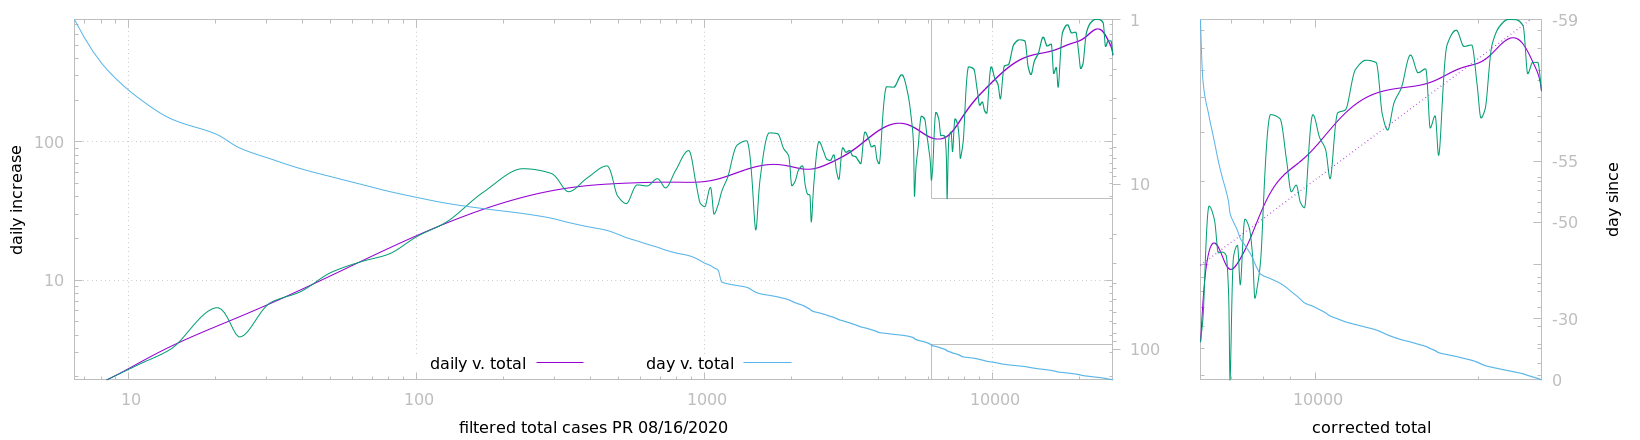 daily increase
100
10
10
100
1000
10000
1
10
100
daily v. total
day v. total
filtered total cases PR 08/16/2020
10000
-59
-55
-50
-30
0
day since
corrected total